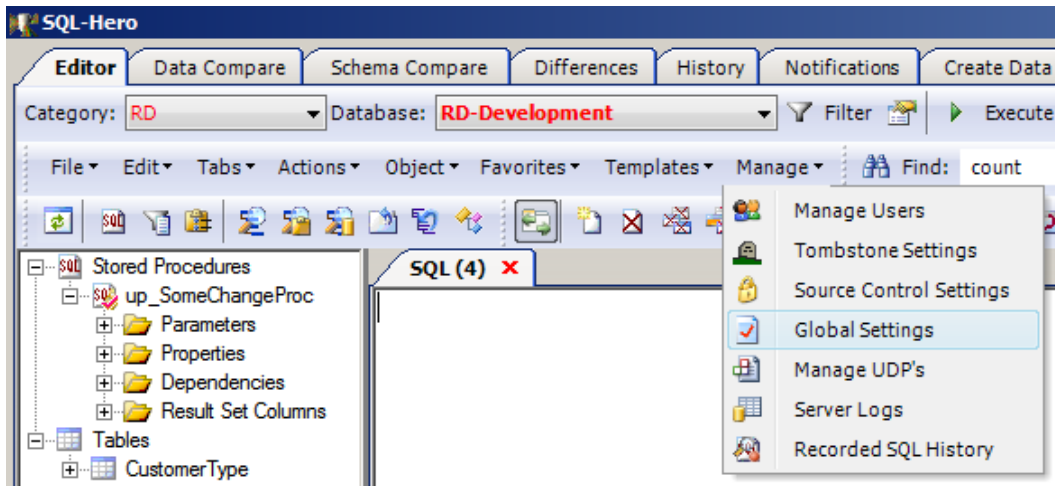 SQL-Hero
Editor Data Compare Schema Compare Differences History Notifications Create Data
Category: RD Database: RD-Development Filter Execute
File Edit Tabs Actions Object Favorites Templates Manage Find: count
Manage Users
Tombstone Settings
Source Control Settings
Global Settings
Manage UDP's
Server Logs
Recorded SQL History
SQL
Stored Procedures
up_SomeChangeProc
Parameters
Properties
Dependencies
Result Set Columns
Tables
CustomerType
SQL (4)